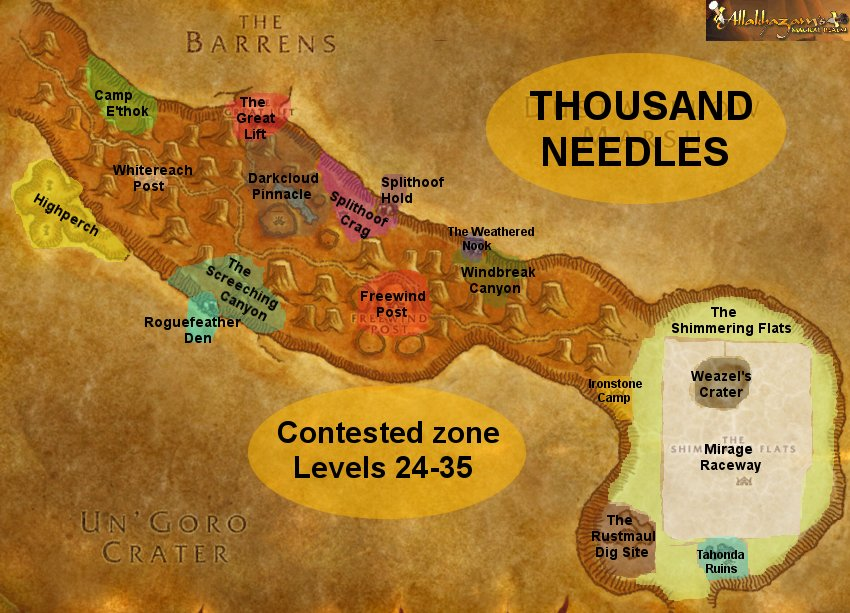 THE
BARRENS
Allakhazam's
MAGICAL REALM
THOUSAND
NEEDLES
Camp
E'thok
The
Great
Lift
Whitereach
Post
Darkcloud
Pinnacle
Splithoof
Crag
Splithoof
Hold
Highperch
The Weathered
Nook
Windbreak
Canyon
The
Screeching
Canyon
Freewind
Post
FREEWIND
POST
Roguefeather
Den
The
Shimmering Flats
Weazel's
Crater
Ironstone
Camp
Contested zone
Levels 24-35
THE
SHIMMERING FLATS
Mirage
Raceway
UN'GORO
CRATER
The
Rustmaul
Dig Site
Tahonda
Ruins